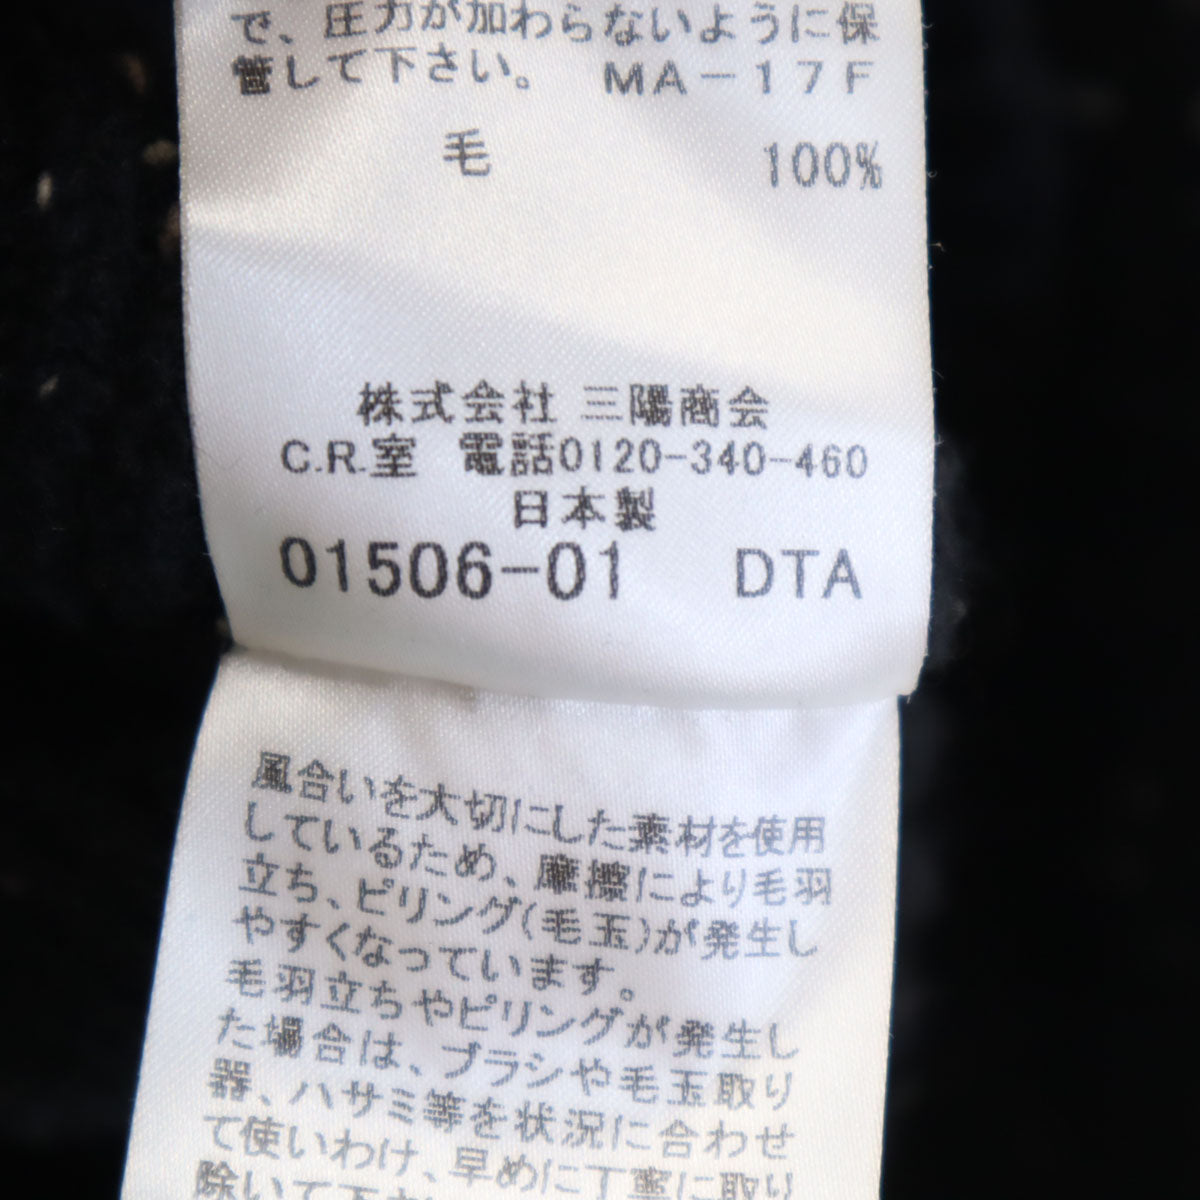 で、圧力が加わらないように保
管して下さい。 MA-17F
毛 100%
株式会社 三陽商会
C.R.室 電話0120-340-460
日本製
01506-01 DTA
風合いを大切にした素材を使用
しているため、摩擦により毛羽
立ち、ピリング(毛玉)が発生し
やすくなっています。
毛羽立ちやピリングが発生し
た場合は、ブラシや毛玉取り
器、ハサミ等を状況に合わせ
て使いわけ、早めに丁寧に取り
除いて下さい